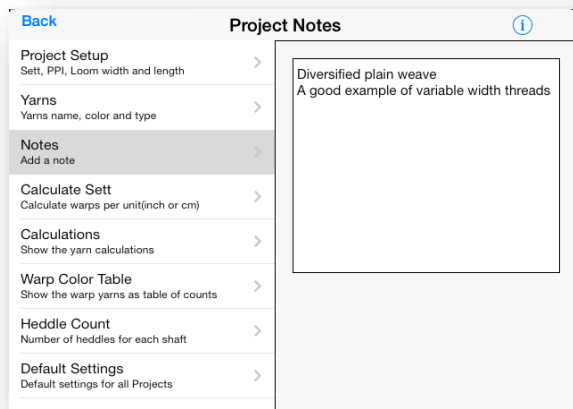 Back
Project Notes
i
Project Setup
Sett, PPI, Loom width and length
Yarns
Yarns name, color and type
Notes
Add a note
Calculate Sett
Calculate warps per unit(inch or cm)
Calculations
Show the yarn calculations
Warp Color Table
Show the warp yarns as table of counts
Heddle Count
Number of heddles for each shaft
Default Settings
Default settings for all Projects
Diversified plain weave
A good example of variable width threads